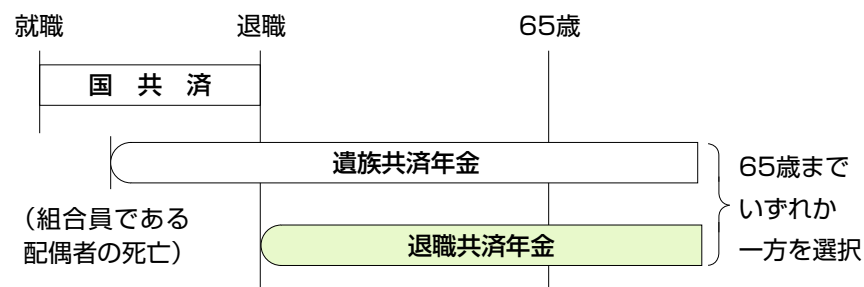 就職
退職
65歳
国 共 済
遺族共済年金
(組合員である
配偶者の死亡)
退職共済年金
65歳まで
いずれか
一方を選択